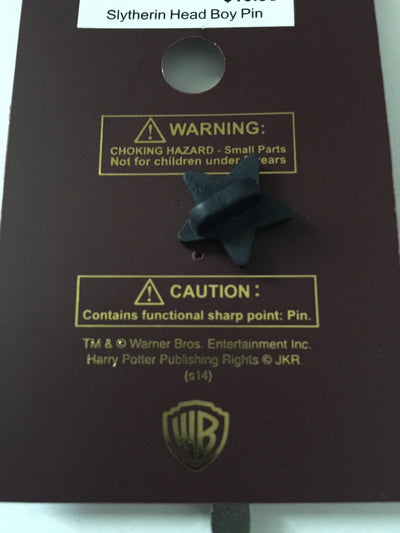 Slytherin Head Boy Pin
WARNING:
CHOKING HAZARD - Small Parts
Not for children under years
CAUTION:
Contains functional sharp point: Pin.
TM & © Warner Bros. Entertainment Inc.
Harry Potter Publishing Rights © JKR.
(s14)
WB